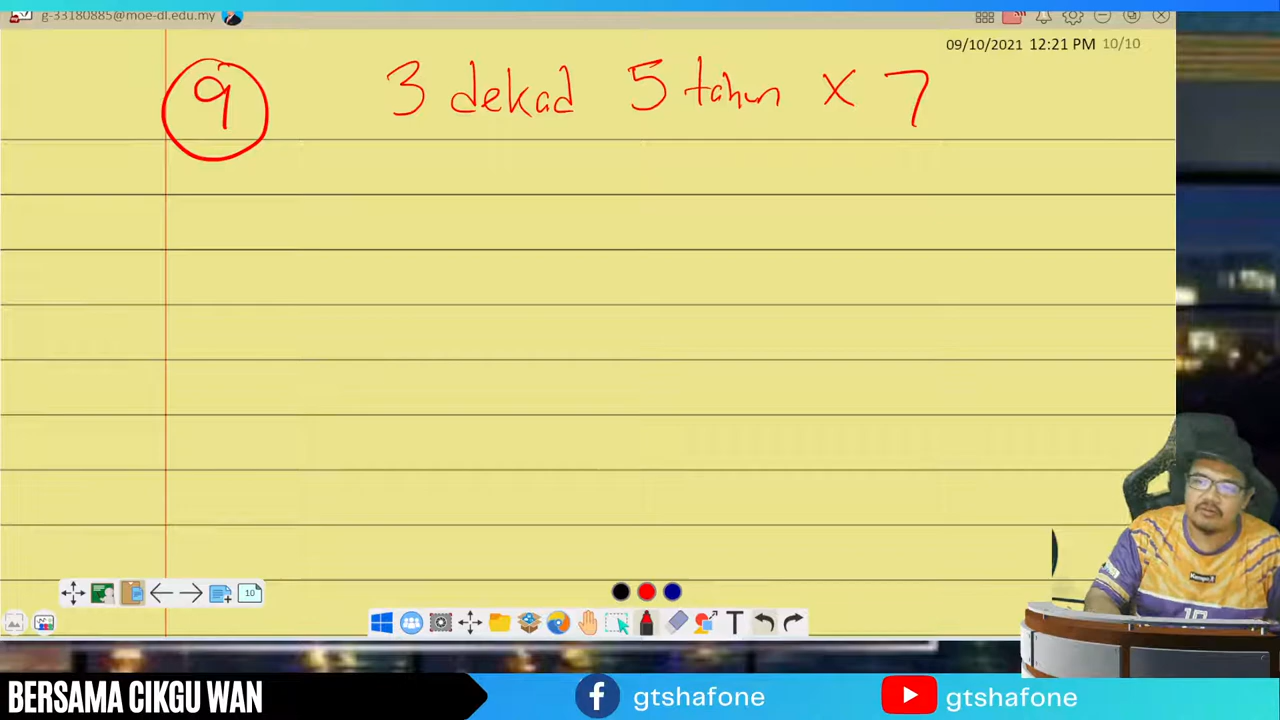 g-33180885@moe-dl.edu.my
09/10/2021 12:21 PM 10/10
9 3 dekad 5 tahun x 7
10
T
10
BERSAMA CIKGU WAN
gtshafone
gtshafone